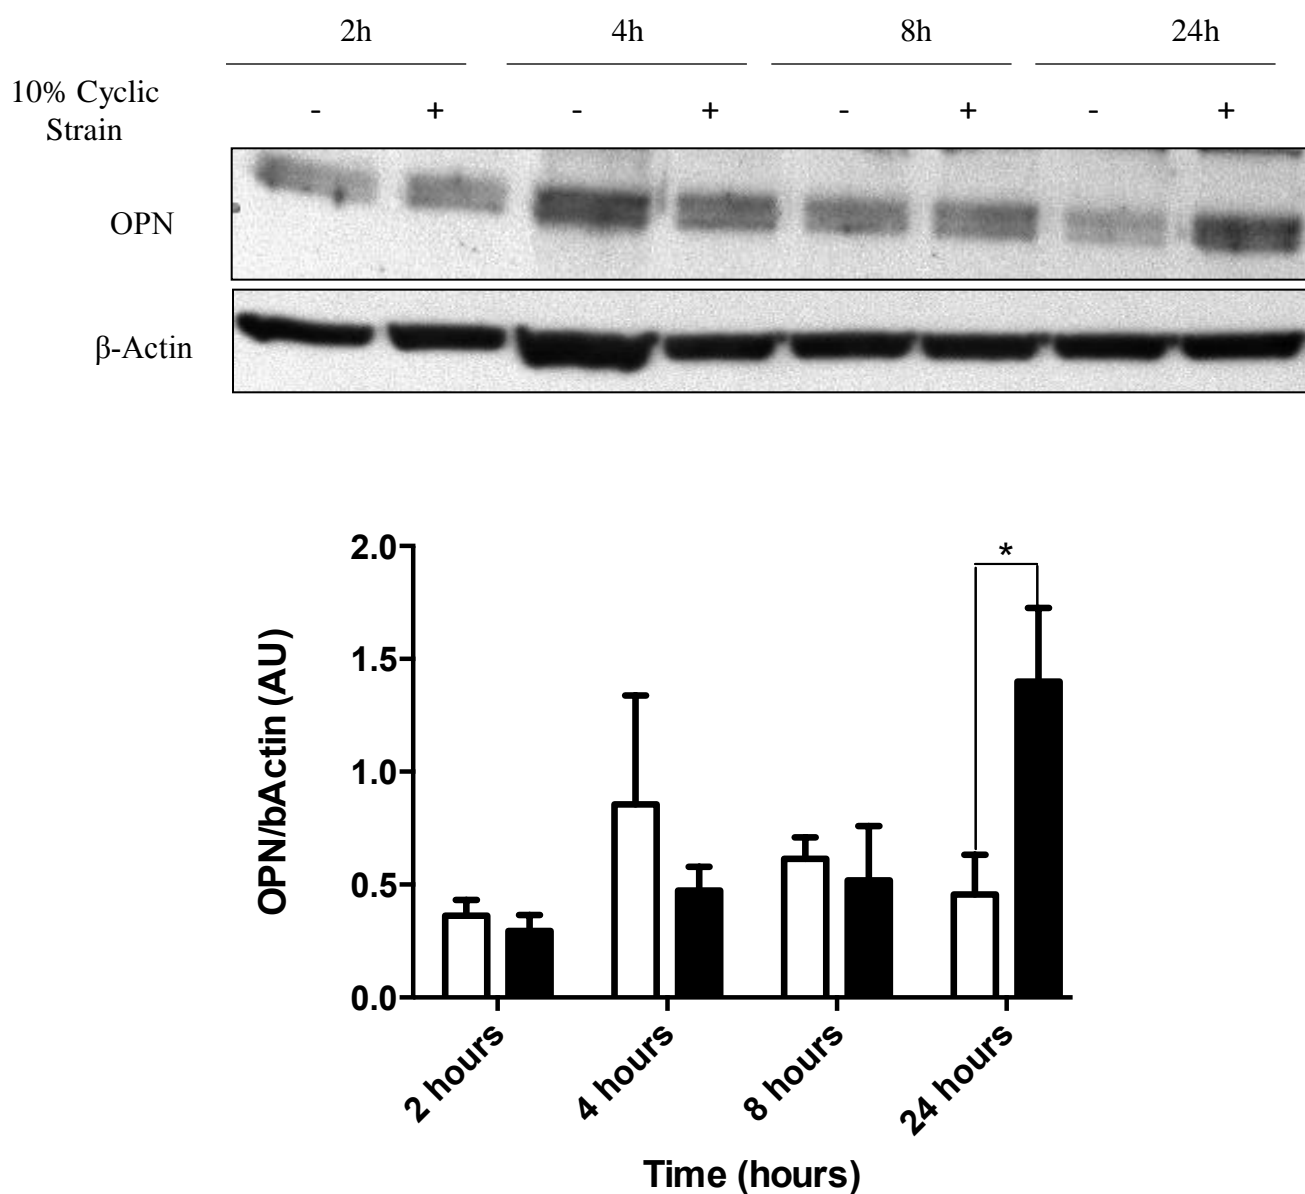 2h 4h 8h 24h
10% Cyclic
Strain
- + - + - + - +
OPN
β-Actin
*
2.0
1.5
1.0
0.5
0.0
OPN/bActin (AU)
2 hours 4 hours 8 hours 24 hours
Time (hours)